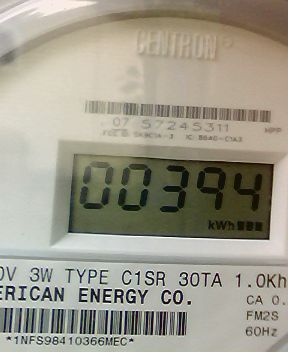 CENTRON®
07 57245311
00394
kWh
0V 3W TYPE C1SR 30TA 1.0Kh
ERICAN ENERGY CO.
CA 0.
FM2S
60Hz
*1NFS98410366MEC*